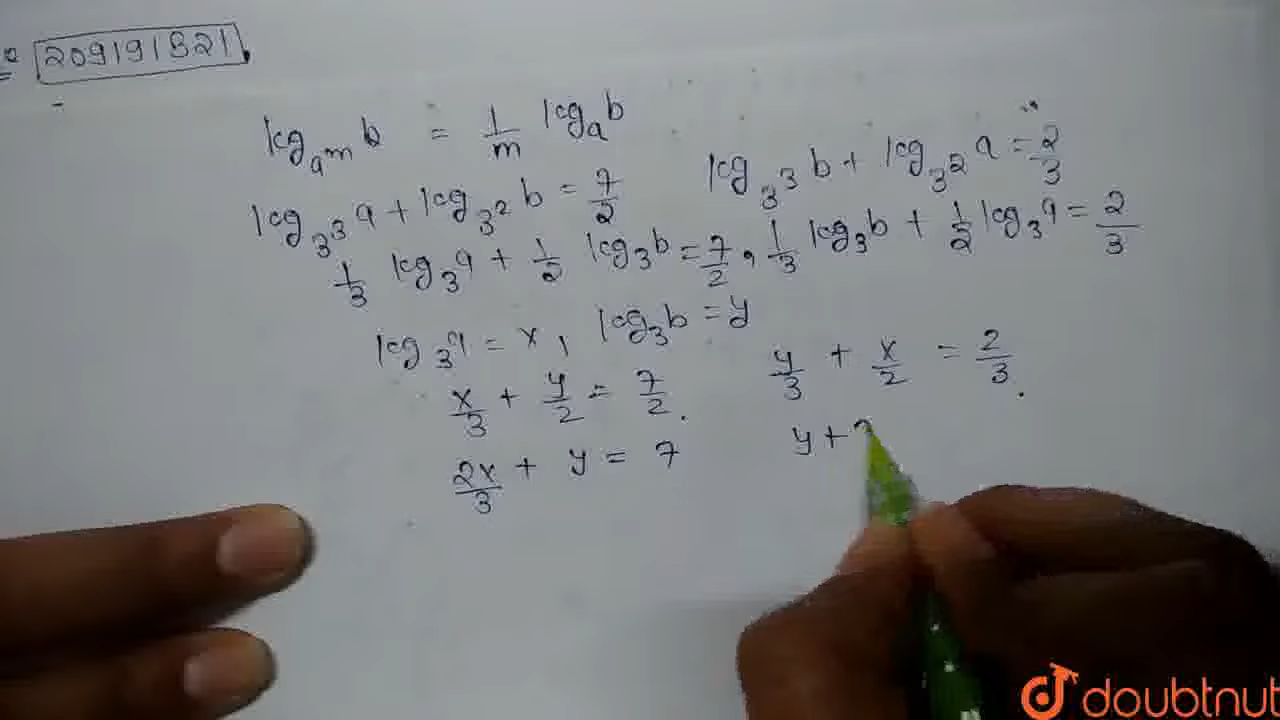 209191821.
log_{a^m} b = 1/m log_a b
log_{3^3} a + log_{3^2} b = 7/2    log_{3^3} b + log_{3^2} a = 2/3
1/3 log_3 a + 1/2 log_3 b = 7/2 , 1/3 log_3 b + 1/2 log_3 a = 2/3
log_3 a = x , log_3 b = y
x/3 + y/2 = 7/2 .    y/3 + x/2 = 2/3 .
2x/3 + y = 7    y +
doubtnut